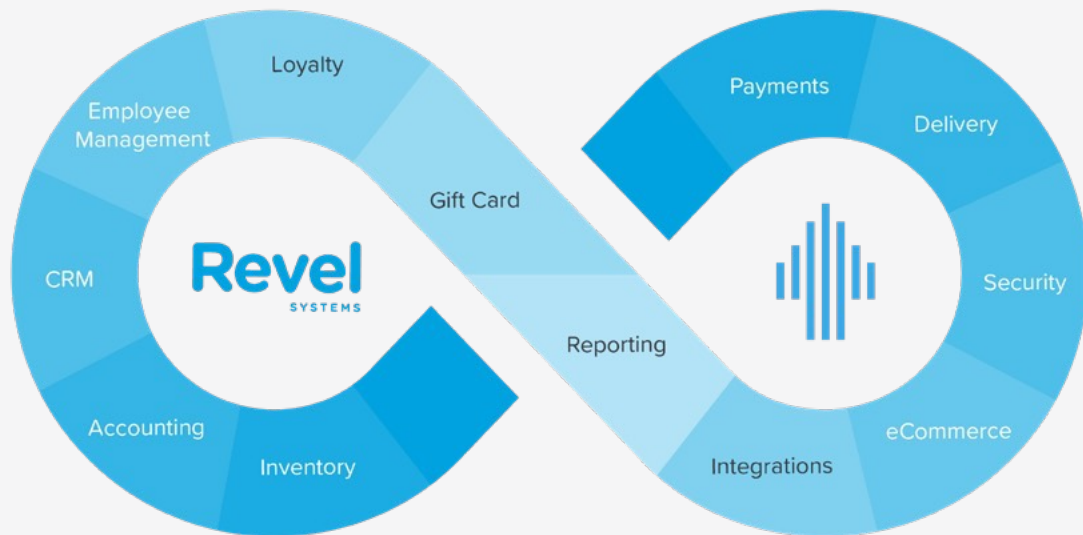 Loyalty
Employee
Management
CRM
Accounting
Inventory
Revel
SYSTEMS
Gift Card
Reporting
Payments
Delivery
Security
eCommerce
Integrations